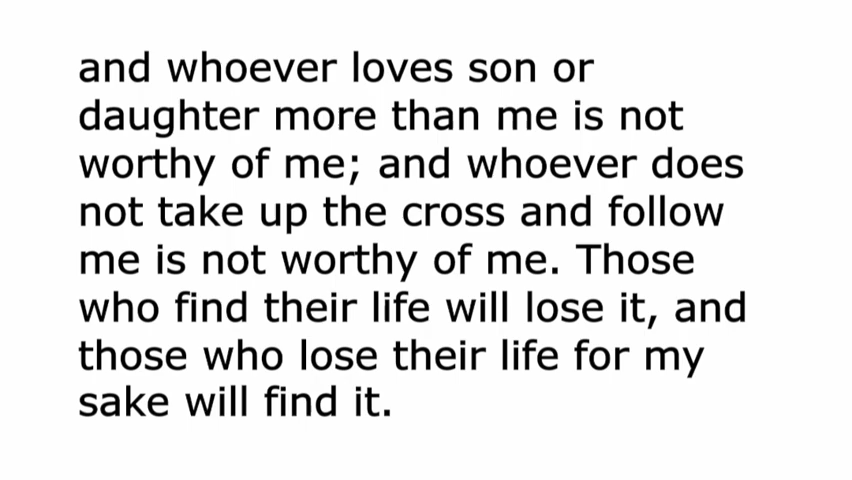 and whoever loves son or
daughter more than me is not
worthy of me; and whoever does
not take up the cross and follow
me is not worthy of me. Those
who find their life will lose it, and
those who lose their life for my
sake will find it.